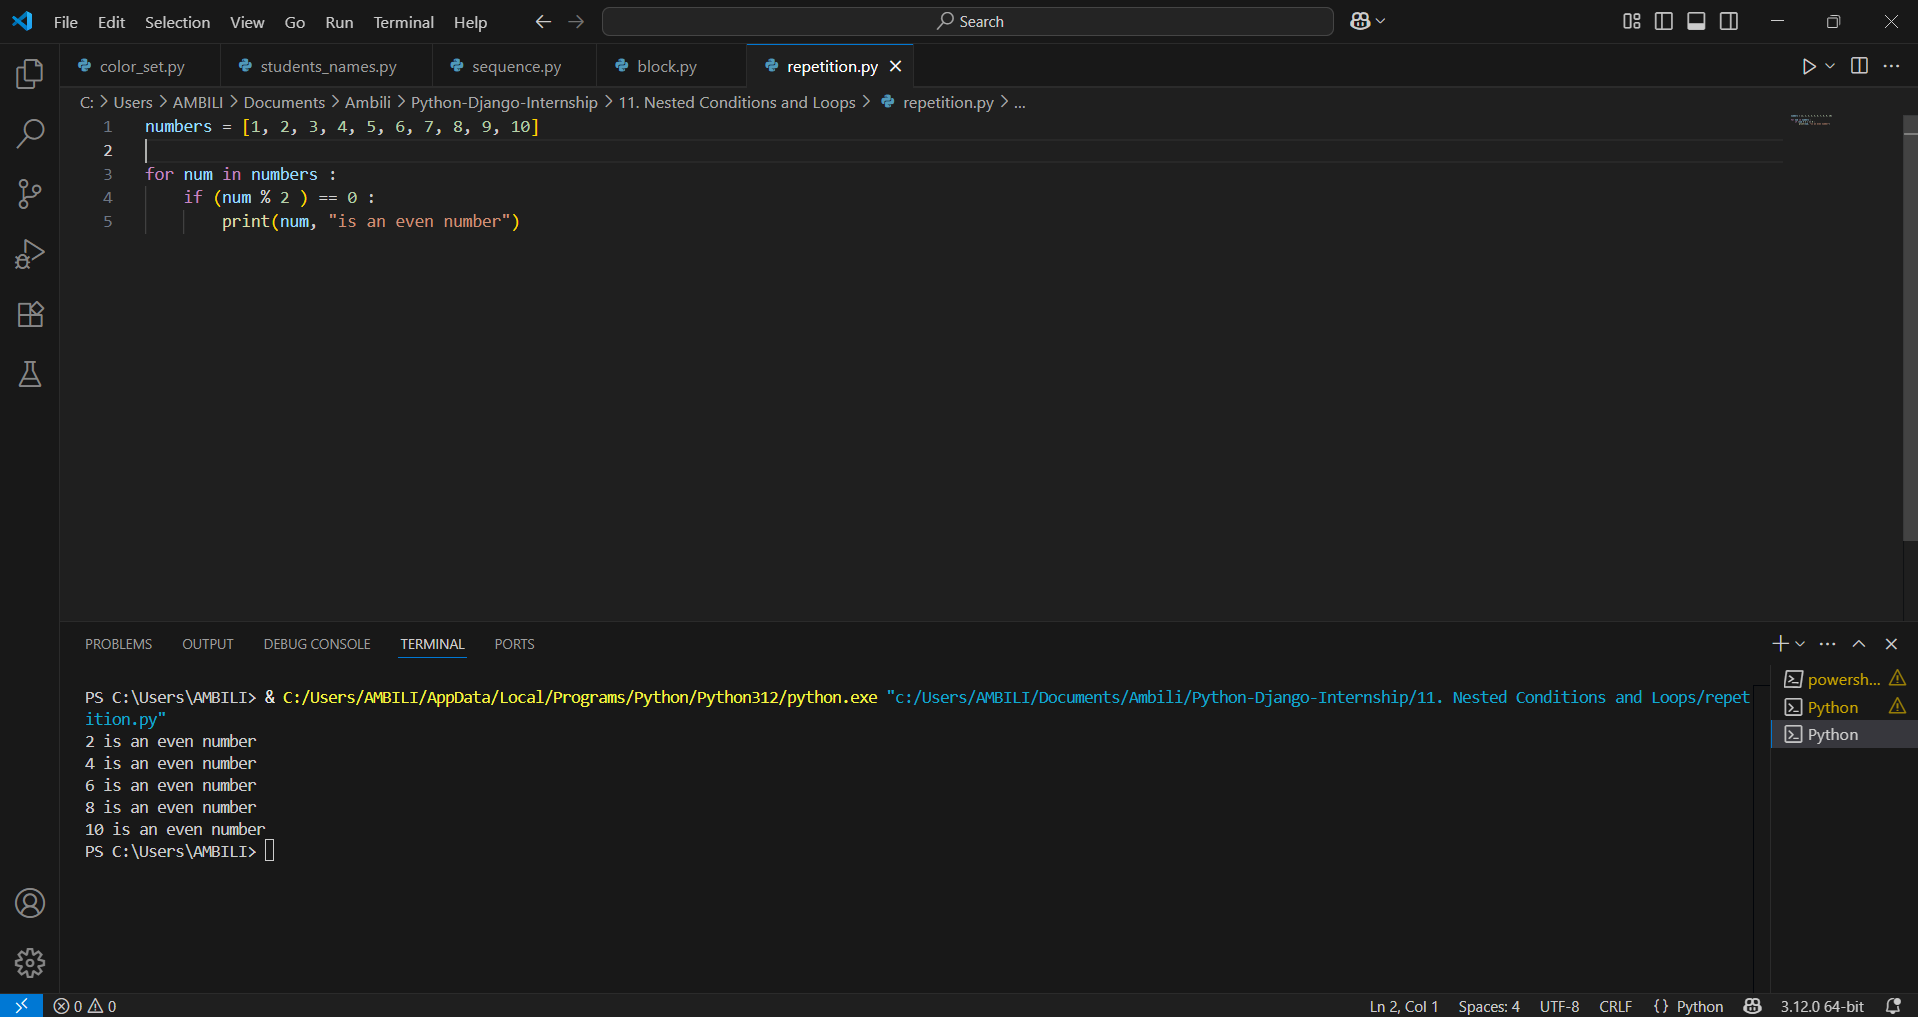 File Edit Selection View Go Run Terminal Help
Search
color_set.py students_names.py sequence.py block.py repetition.py
C: > Users > AMBILI > Documents > Ambili > Python-Django-Internship > 11. Nested Conditions and Loops > repetition.py > ...
1 numbers = [1, 2, 3, 4, 5, 6, 7, 8, 9, 10]
2
3 for num in numbers :
4     if (num % 2 ) == 0 :
5         print(num, "is an even number")
PROBLEMS OUTPUT DEBUG CONSOLE TERMINAL PORTS
PS C:\Users\AMBILI> & C:/Users/AMBILI/AppData/Local/Programs/Python/Python312/python.exe "c:/Users/AMBILI/Documents/Ambili/Python-Django-Internship/11. Nested Conditions and Loops/repet
ition.py"
2 is an even number
4 is an even number
6 is an even number
8 is an even number
10 is an even number
PS C:\Users\AMBILI>
powersh...
Python
Python
0 0 Ln 2, Col 1 Spaces: 4 UTF-8 CRLF {} Python 3.12.0 64-bit